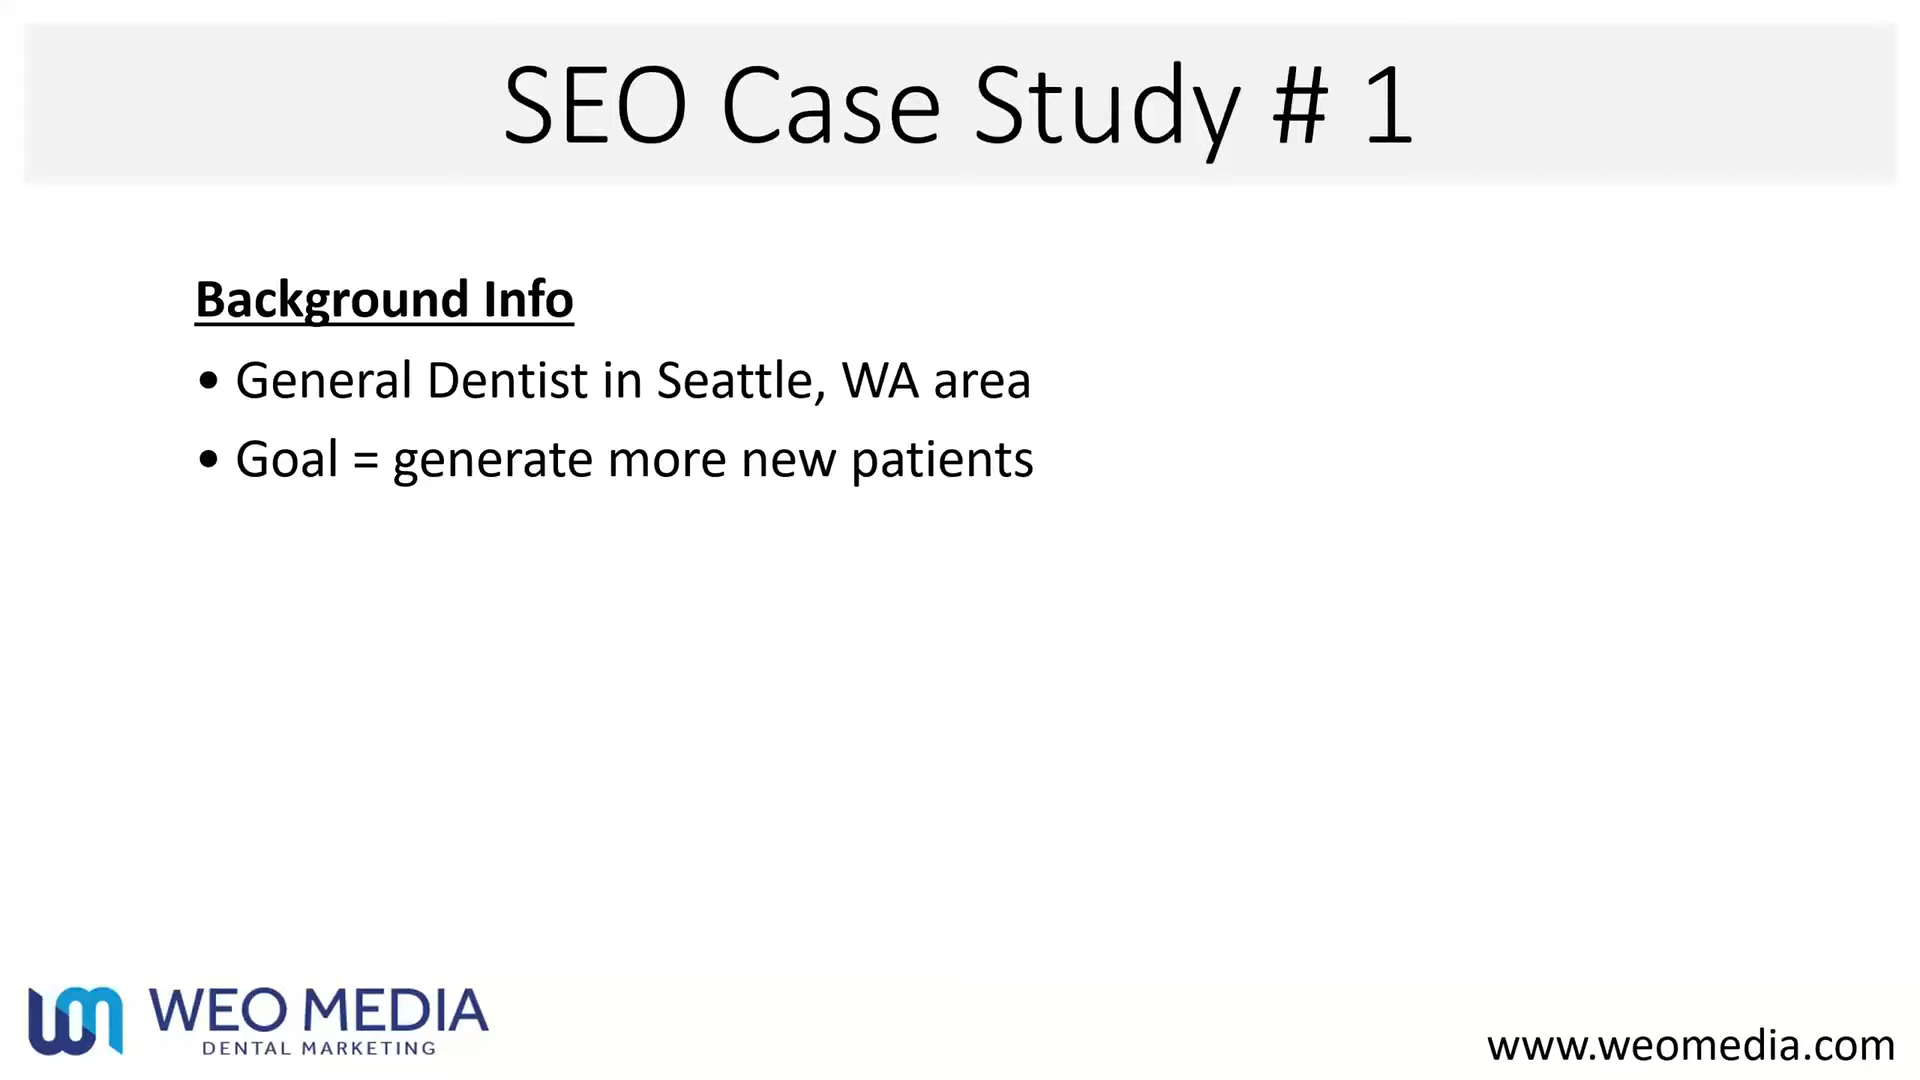 SEO Case Study # 1
Background Info
• General Dentist in Seattle, WA area
• Goal = generate more new patients
WEO MEDIA
DENTAL MARKETING
www.weomedia.com